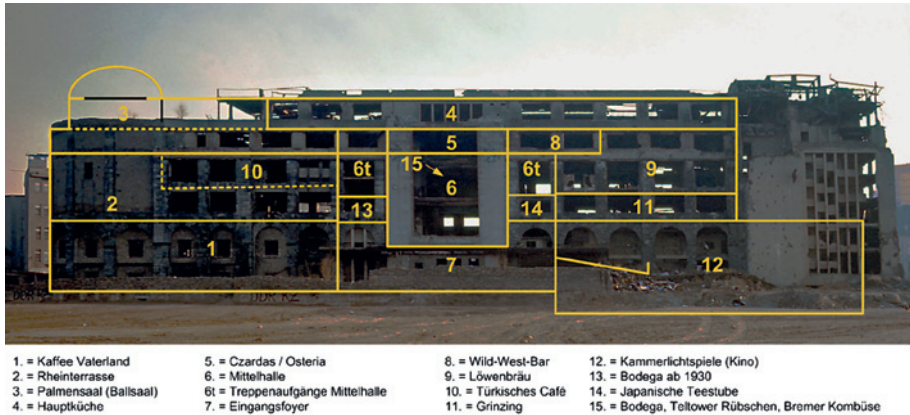 3
4
5
8
15
10
6t
6t
9
6
2
13
14
11
1
7
12
DDR KZ
1. = Kaffee Vaterland
2. = Rheinterrasse
3. = Palmensaal (Ballsaal)
4. = Hauptküche
5. = Czardas / Osteria
6. = Mittelhalle
6t = Treppenaufgänge Mittelhalle
7. = Eingangsfoyer
8. = Wild-West-Bar
9. = Löwenbräu
10. = Türkisches Café
11. = Grinzing
12. = Kammerlichtspiele (Kino)
13. = Bodega ab 1930
14. = Japanische Teestube
15. = Bodega, Teltower Rübschen, Bremer Kombüse